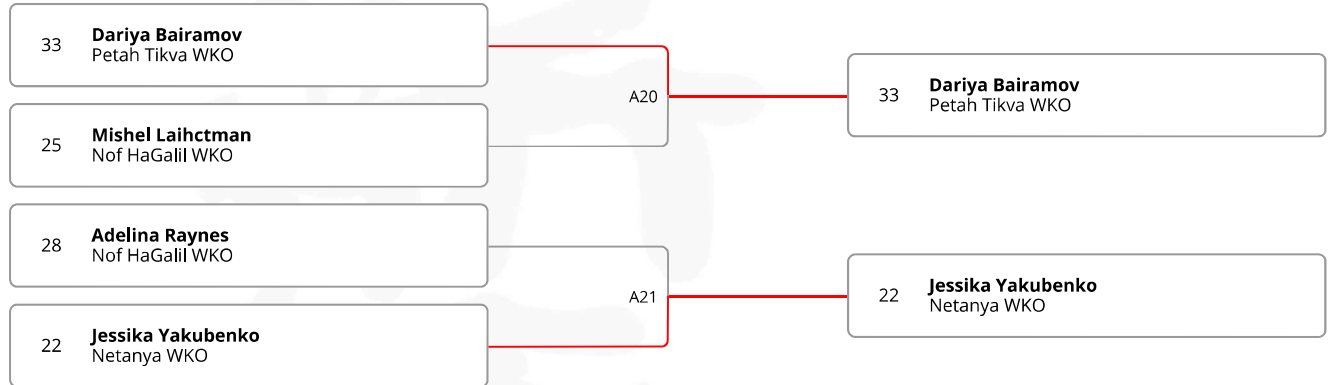 33
Dariya Bairamov
Petah Tikva WKO
25
Mishel Laihctman
Nof HaGalil WKO
A20
33
Dariya Bairamov
Petah Tikva WKO
28
Adelina Raynes
Nof HaGalil WKO
22
Jessika Yakubenko
Netanya WKO
A21
22
Jessika Yakubenko
Netanya WKO